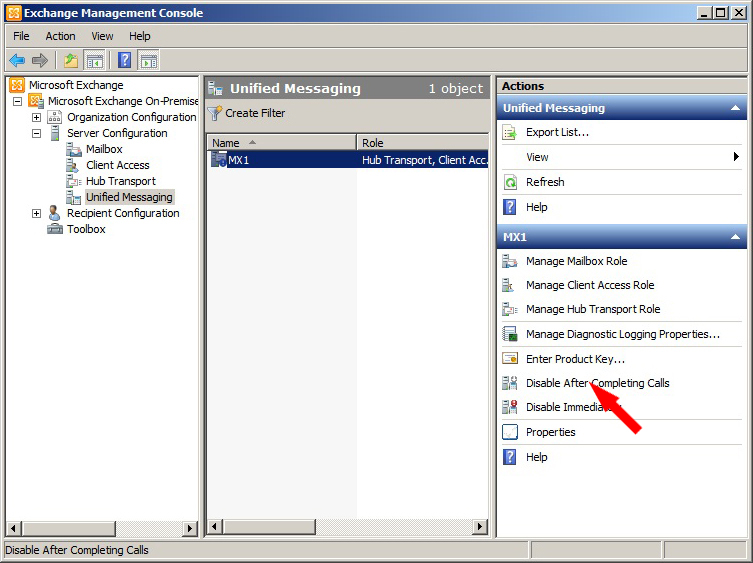 Exchange Management Console
File Action View Help
Microsoft Exchange
Microsoft Exchange On-Premise
Organization Configuration
Server Configuration
Mailbox
Client Access
Hub Transport
Unified Messaging
Recipient Configuration
Toolbox
Unified Messaging 1 object
Create Filter
Name Role
MX1 Hub Transport, Client Acc...
Actions
Unified Messaging
Export List...
View
Refresh
Help
MX1
Manage Mailbox Role
Manage Client Access Role
Manage Hub Transport Role
Manage Diagnostic Logging Properties...
Enter Product Key...
Disable After Completing Calls
Disable Immediately
Properties
Help
Disable After Completing Calls